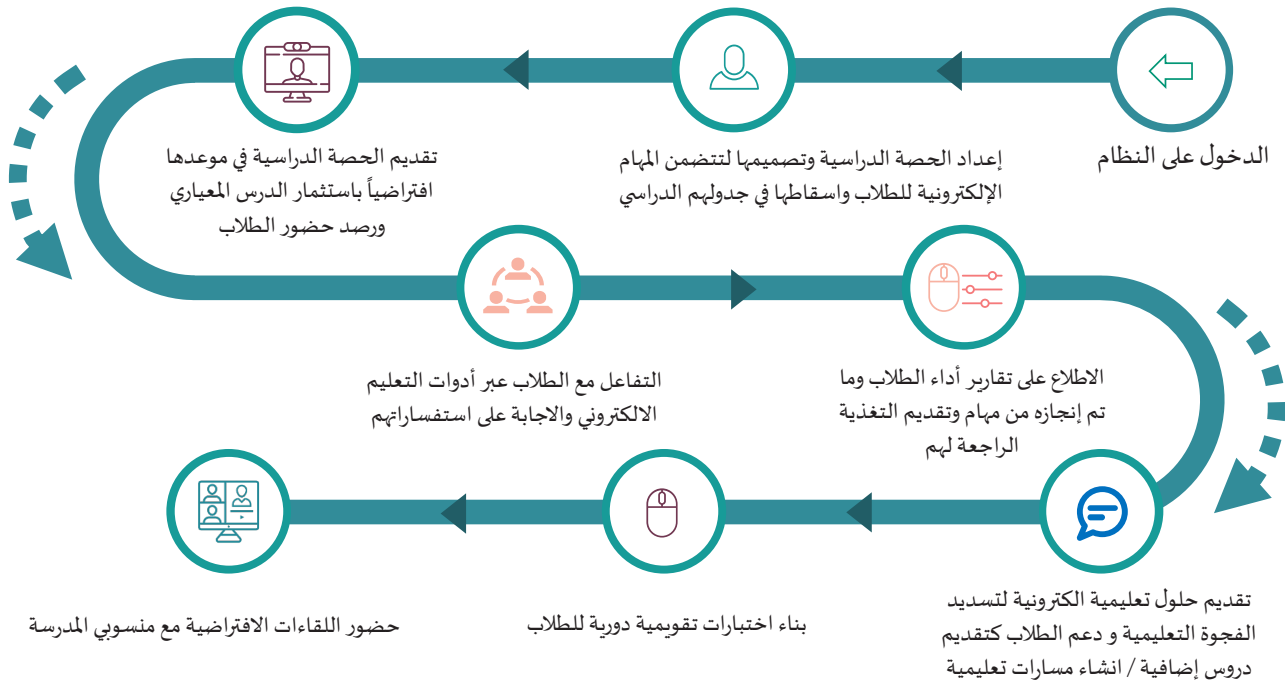 الدخول على النظام
إعداد الحصة الدراسية وتصميمها لتتضمن المهام
الإلكترونية للطلاب واسقاطها في جدولهم الدراسي
تقديم الحصة الدراسية في موعدها
افتراضياً باستثمار الدرس المعياري
ورصد حضور الطلاب
التفاعل مع الطلاب عبر أدوات التعليم
الالكتروني والاجابة على استفساراتهم
الاطلاع على تقارير أداء الطلاب وما
تم إنجازه من مهام وتقديم التغذية
الراجعة لهم
تقديم حلول تعليمية الكترونية لتسديد
الفجوة التعليمية و دعم الطلاب كتقديم
دروس إضافية / انشاء مسارات تعليمية
بناء اختبارات تقويمية دورية للطلاب
حضور اللقاءات الافتراضية مع منسوبي المدرسة